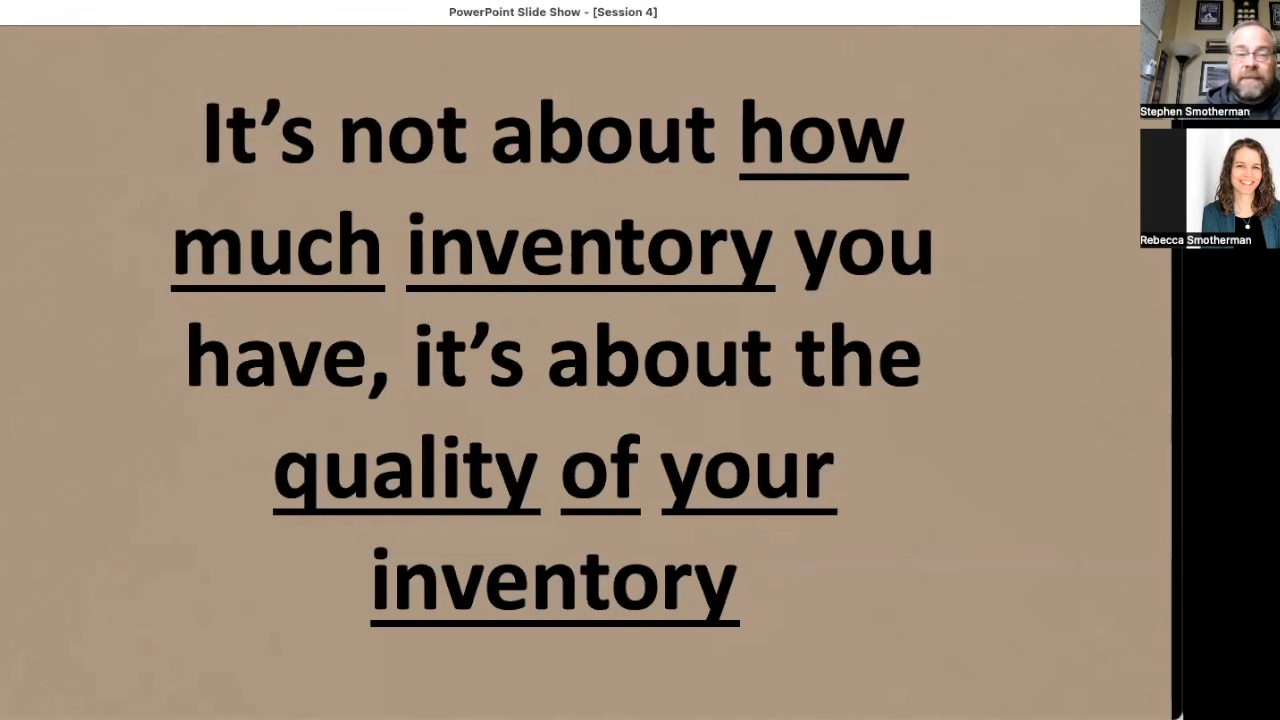 PowerPoint Slide Show - [Session 4]
It’s not about how
much inventory you
have, it’s about the
quality of your
inventory
Stephen Smotherman
Rebecca Smotherman